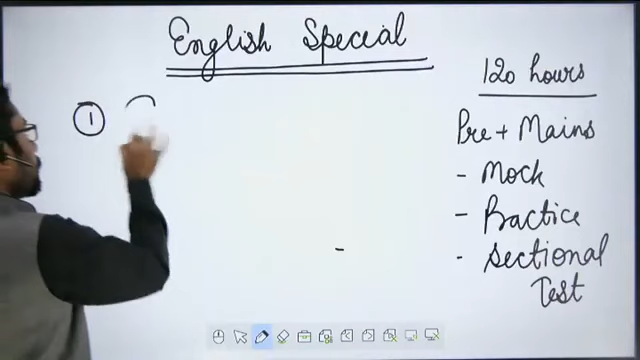 English Special
120 hours
① 
Pre + Mains
- Mock
- Practice
- Sectional
Test